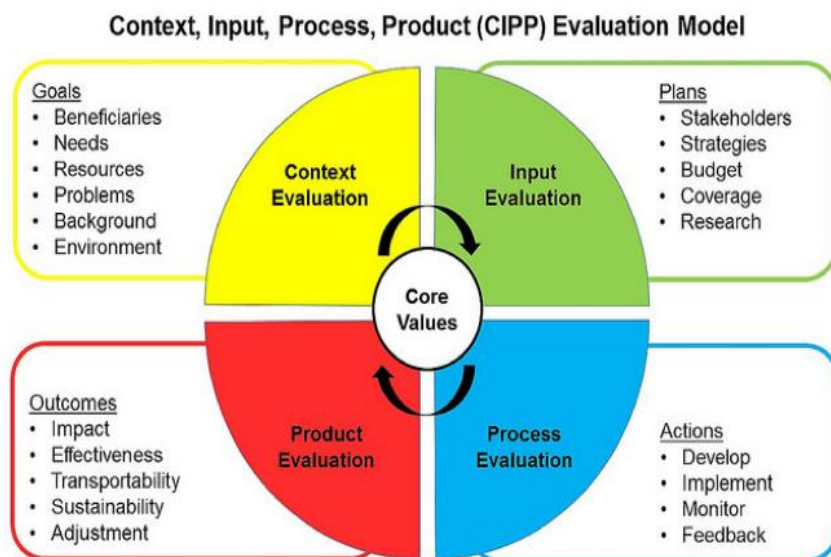 Context, Input, Process, Product (CIPP) Evaluation Model
Goals
• Beneficiaries
• Needs
• Resources
• Problems
• Background
• Environment
Context
Evaluation
Input
Evaluation
Plans
• Stakeholders
• Strategies
• Budget
• Coverage
• Research
Core
Values
Outcomes
• Impact
• Effectiveness
• Transportability
• Sustainability
• Adjustment
Product
Evaluation
Process
Evaluation
Actions
• Develop
• Implement
• Monitor
• Feedback